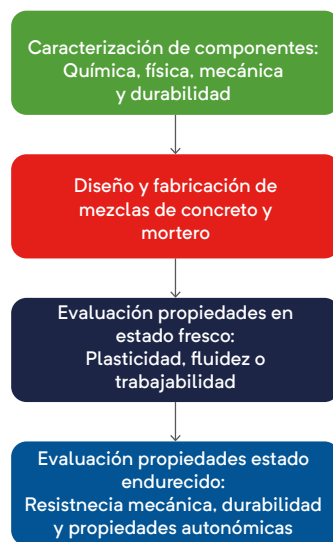 Caracterización de componentes:
Química, física, mecánica
y durabilidad
Diseño y fabricación de
mezclas de concreto y
mortero
Evaluación propiedades en
estado fresco:
Plasticidad, fluidez o
trabajabilidad
Evaluación propiedades estado
endurecido:
Resistnecia mecánica, durabilidad
y propiedades autonómicas